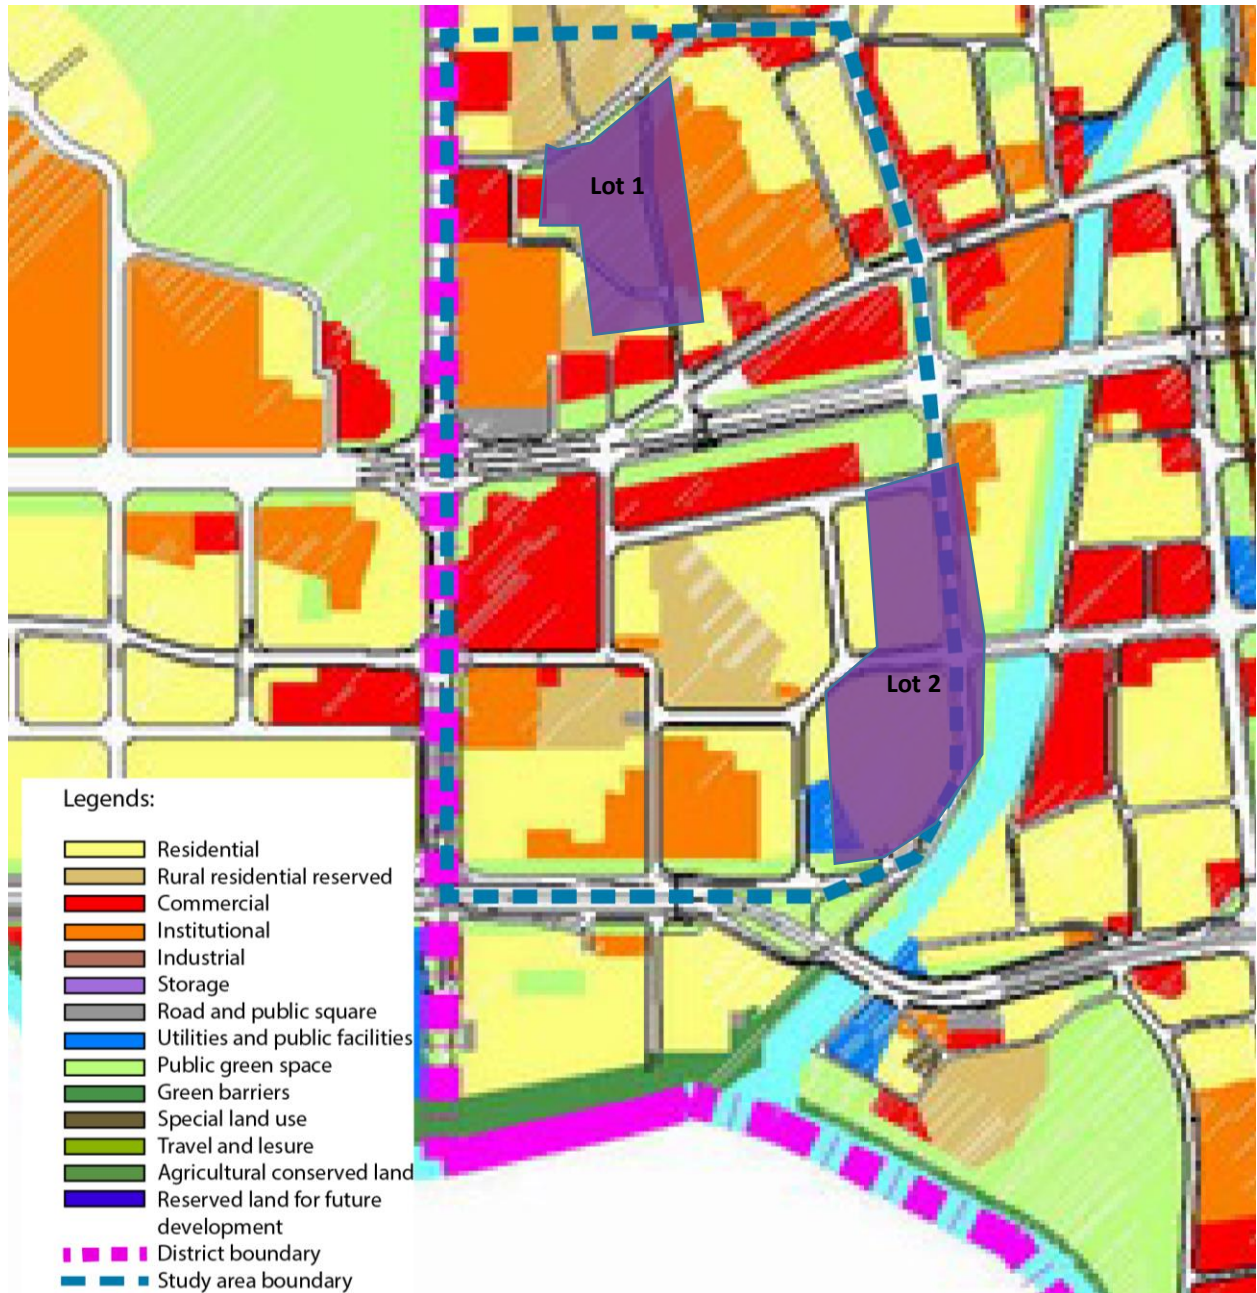 Lot 1
Lot 2
Legends:
Residential
Rural residential reserved
Commercial
Institutional
Industrial
Storage
Road and public square
Utilities and public facilities
Public green space
Green barriers
Special land use
Travel and lesure
Agricultural conserved land
Reserved land for future
development
District boundary
Study area boundary